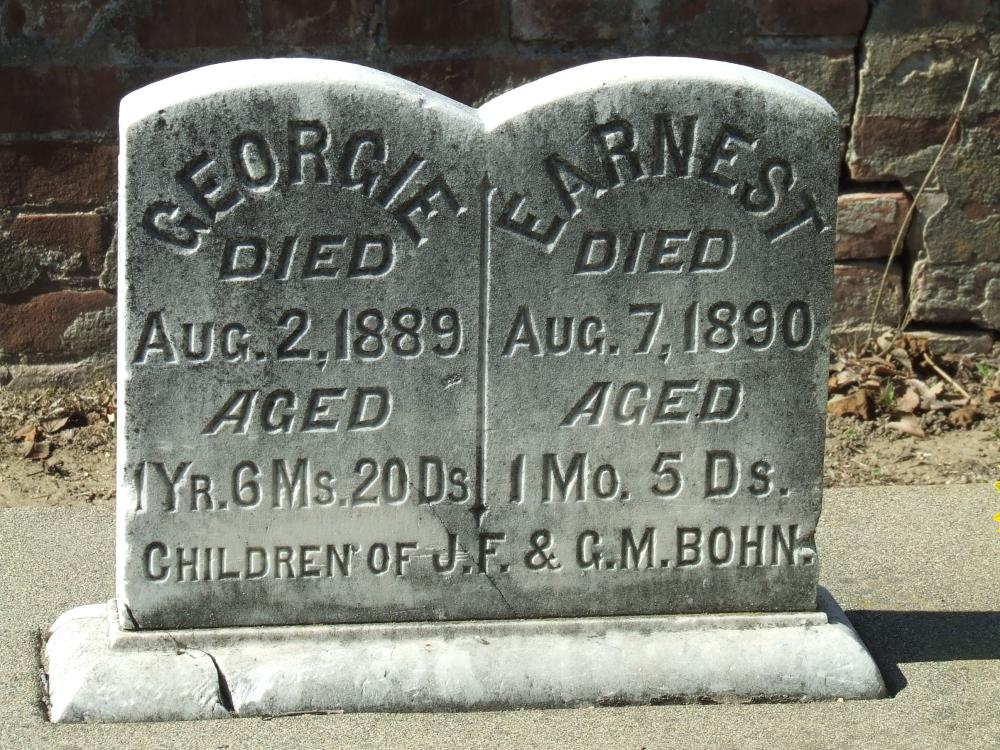 GEORGIE
DIED
AUG. 2, 1889
AGED
1 YR. 6 MS. 20 DS.
EARNEST
DIED
AUG. 7, 1890
AGED
1 MO. 5 DS.
CHILDREN OF J.F. & G.M. BOHN.